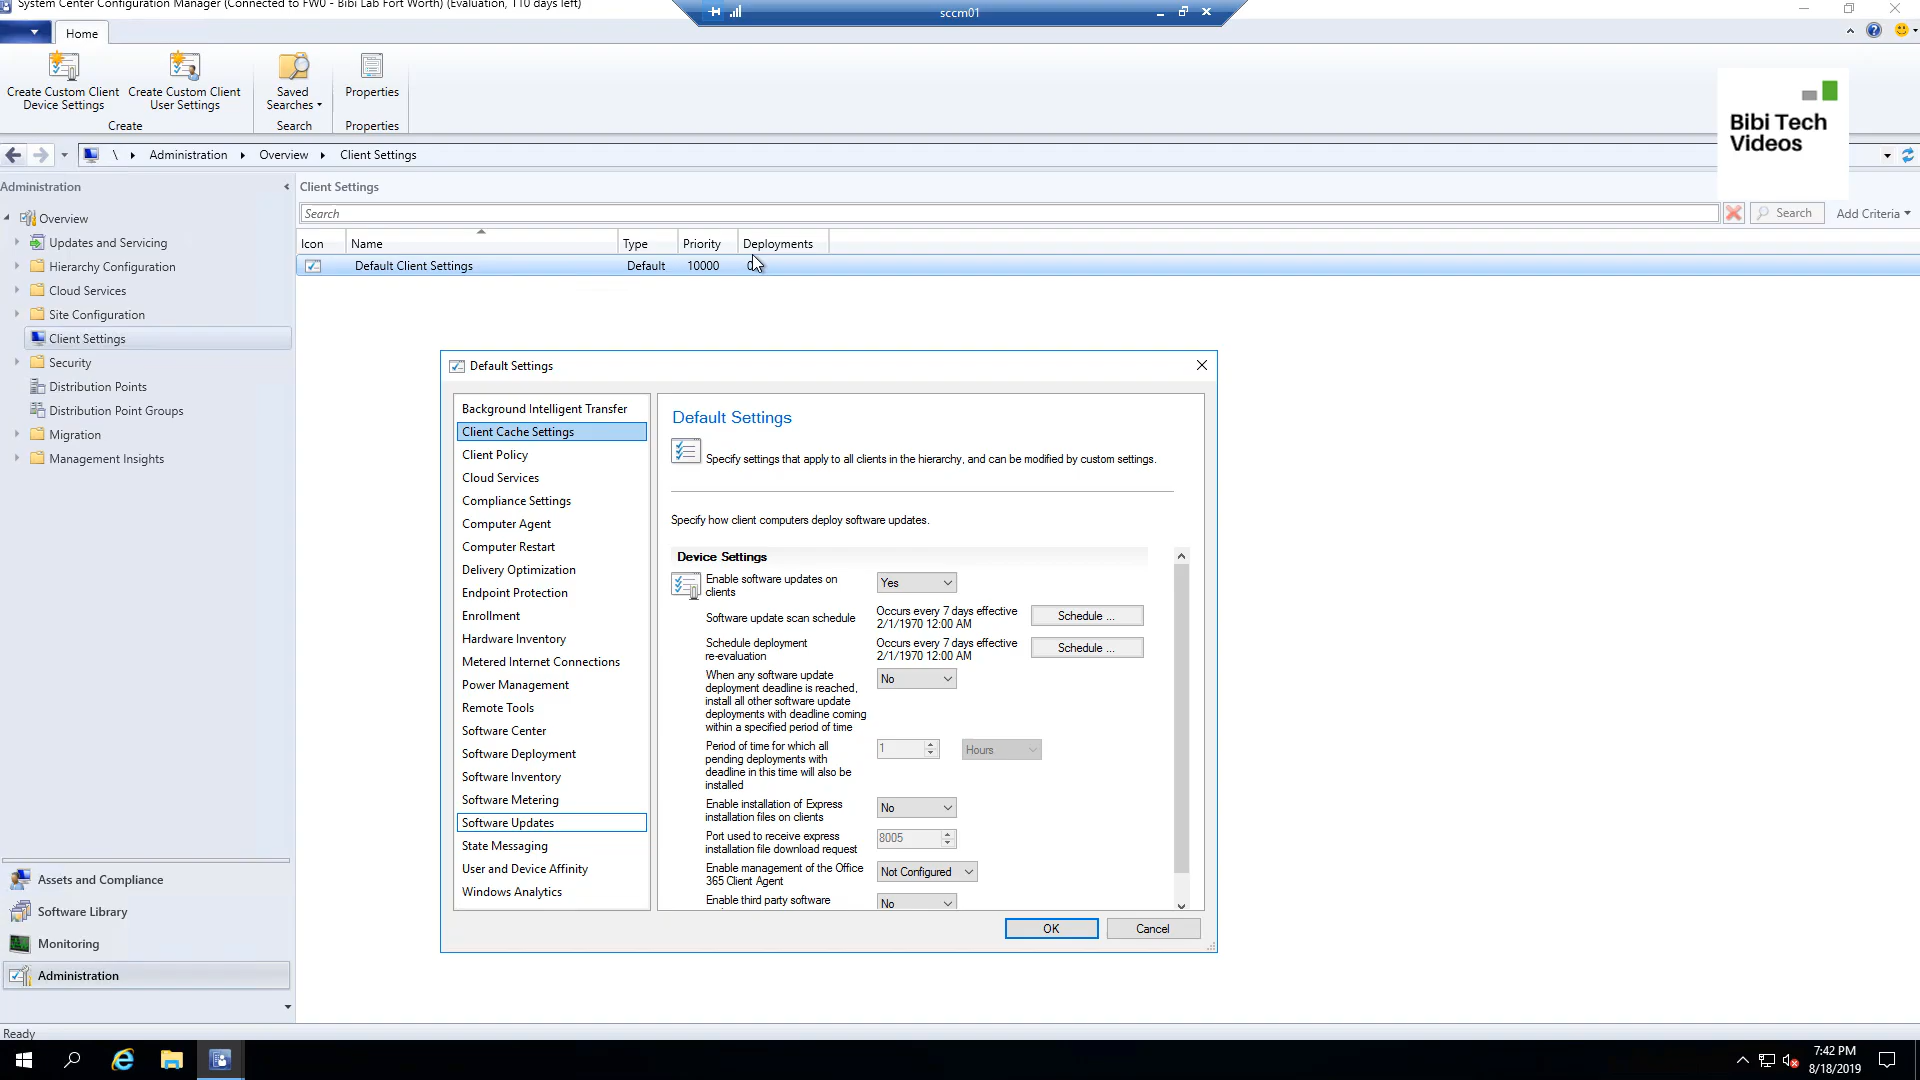 System Center Configuration Manager (Connected to FW0 - Bibi Lab Fort Worth) (Evaluation, 110 days left)
sccm01
Home
Create Custom Client
Device Settings
Create Custom Client
User Settings
Saved
Searches
Properties
Create
Search
Properties
Bibi Tech
Videos
\ Administration Overview Client Settings
Administration
Client Settings
Overview
Updates and Servicing
Hierarchy Configuration
Cloud Services
Site Configuration
Client Settings
Security
Distribution Points
Distribution Point Groups
Migration
Management Insights
Search
Search
Add Criteria
Icon Name Type Priority Deployments
Default Client Settings Default 10000 0
Default Settings
Background Intelligent Transfer
Client Cache Settings
Client Policy
Cloud Services
Compliance Settings
Computer Agent
Computer Restart
Delivery Optimization
Endpoint Protection
Enrollment
Hardware Inventory
Metered Internet Connections
Power Management
Remote Tools
Software Center
Software Deployment
Software Inventory
Software Metering
Software Updates
State Messaging
User and Device Affinity
Windows Analytics
Default Settings
Specify settings that apply to all clients in the hierarchy, and can be modified by custom settings.
Specify how client computers deploy software updates.
Device Settings
Enable software updates on
clients
Yes
Software update scan schedule
Occurs every 7 days effective
2/1/1970 12:00 AM
Schedule ...
Schedule deployment
re-evaluation
Occurs every 7 days effective
2/1/1970 12:00 AM
Schedule ...
When any software update
deployment deadline is reached,
install all other software update
deployments with deadline coming
within a specified period of time
No
Period of time for which all
pending deployments with
deadline in this time will also be
installed
1
Hours
Enable installation of Express
installation files on clients
No
Port used to receive express
installation file download request
8005
Enable management of the Office
365 Client Agent
Not Configured
Enable third party software
No
OK
Cancel
Assets and Compliance
Software Library
Monitoring
Administration
Ready
7:42 PM
8/18/2019